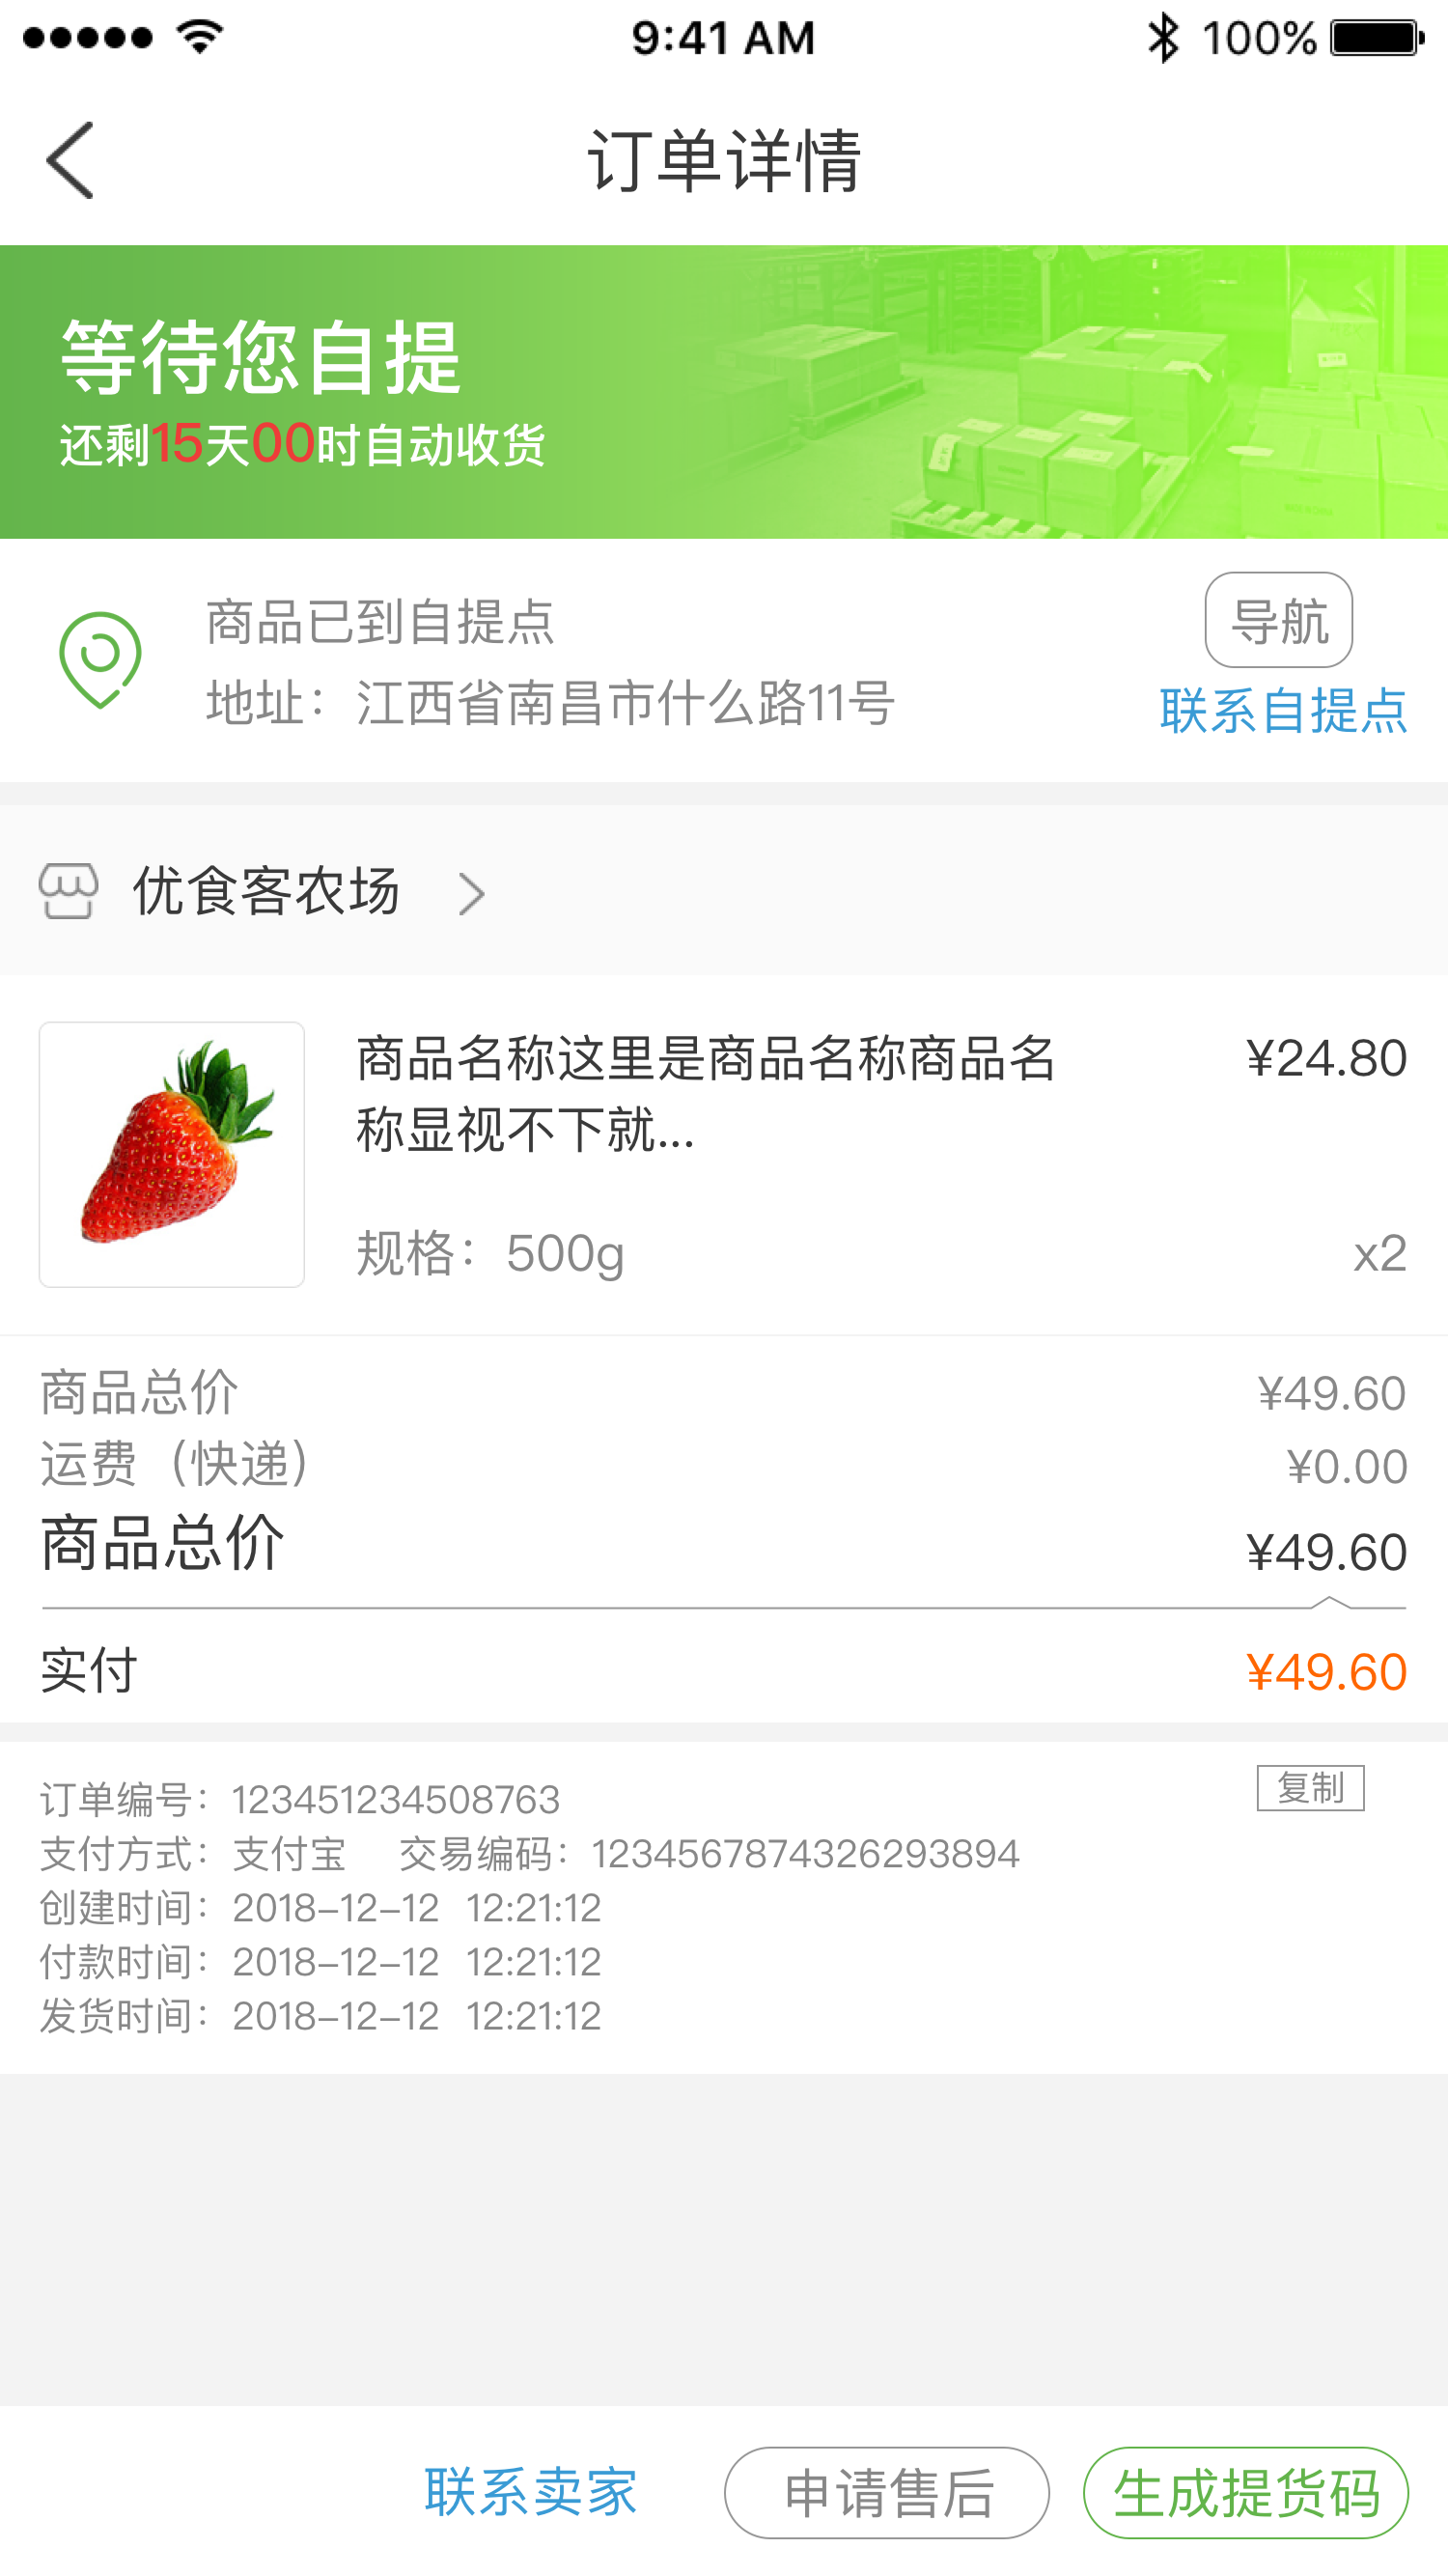 9:41 AM 100%
订单详情
等待您自提
还剩15天00时自动收货
商品已到自提点 导航
地址：江西省南昌市什么路11号 联系自提点
优食客农场
商品名称这里是商品名称商品名 ¥24.80
称显视不下就...
规格：500g x2
商品总价 ¥49.60
运费（快递） ¥0.00
商品总价 ¥49.60
实付 ¥49.60
订单编号：123451234508763 复制
支付方式：支付宝 交易编码：12345678743262​93894
创建时间：2018-12-12 12:21:12
付款时间：2018-12-12 12:21:12
发货时间：2018-12-12 12:21:12
联系卖家 申请售后 生成提货码